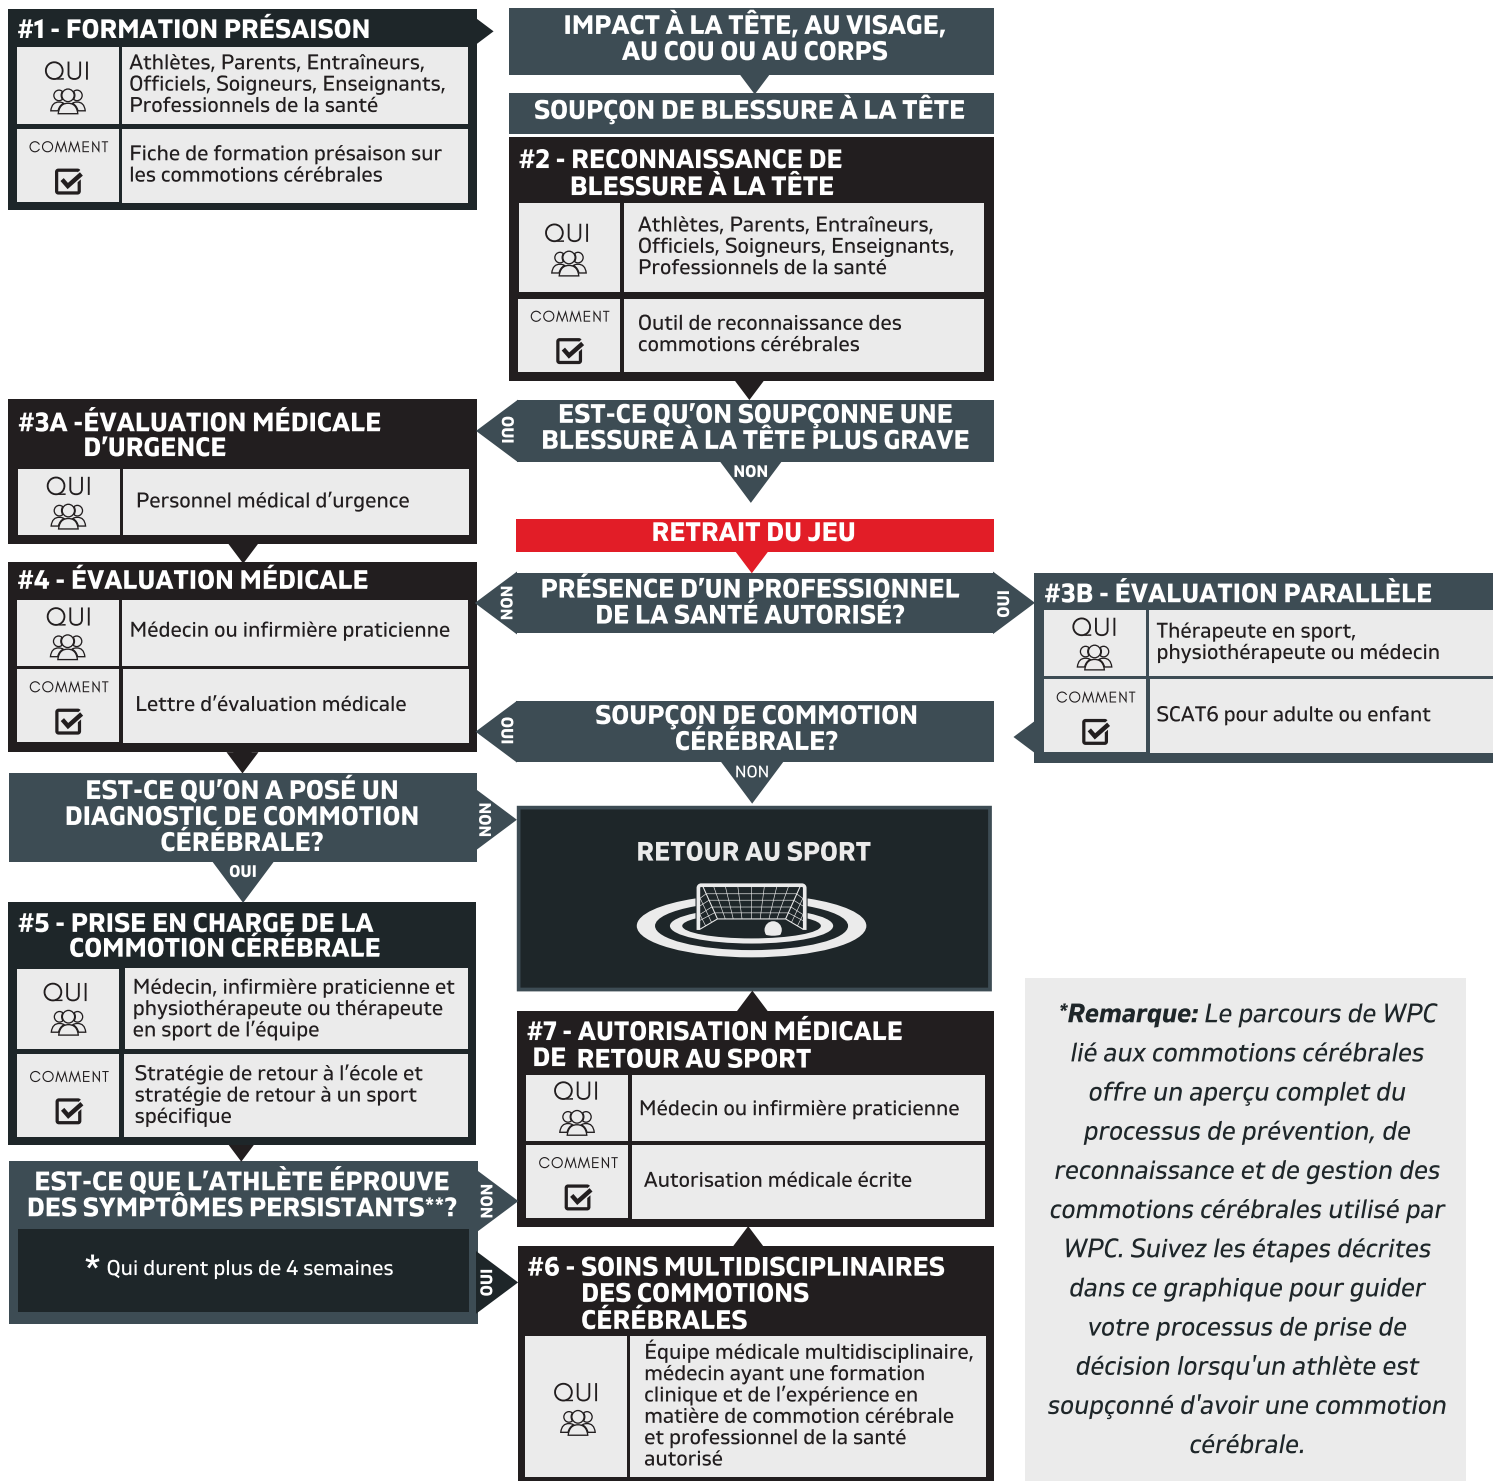 #1 - FORMATION PRÉSAISON
QUI
Athlètes, Parents, Entraîneurs,
Officiels, Soigneurs, Enseignants,
Professionnels de la santé
COMMENT
Fiche de formation présaison sur
les commotions cérébrales
IMPACT À LA TÊTE, AU VISAGE,
AU COU OU AU CORPS
SOUPÇON DE BLESSURE À LA TÊTE
#2 - RECONNAISSANCE DE
BLESSURE À LA TÊTE
QUI
Athlètes, Parents, Entraîneurs,
Officiels, Soigneurs, Enseignants,
Professionnels de la santé
COMMENT
Outil de reconnaissance des
commotions cérébrales
EST-CE QU'ON SOUPÇONNE UNE
BLESSURE À LA TÊTE PLUS GRAVE
OUI
NON
#3A -ÉVALUATION MÉDICALE
D'URGENCE
QUI
Personnel médical d'urgence
RETRAIT DU JEU
PRÉSENCE D'UN PROFESSIONNEL
DE LA SANTÉ AUTORISÉ?
NON
OUI
#3B - ÉVALUATION PARALLÈLE
QUI
Thérapeute en sport,
physiothérapeute ou médecin
COMMENT
SCAT6 pour adulte ou enfant
#4 - ÉVALUATION MÉDICALE
QUI
Médecin ou infirmière praticienne
COMMENT
Lettre d'évaluation médicale
SOUPÇON DE COMMOTION
CÉRÉBRALE?
OUI
NON
EST-CE QU'ON A POSÉ UN
DIAGNOSTIC DE COMMOTION
CÉRÉBRALE?
NON
OUI
RETOUR AU SPORT
#5 - PRISE EN CHARGE DE LA
COMMOTION CÉRÉBRALE
QUI
Médecin, infirmière praticienne et
physiothérapeute ou thérapeute
en sport de l'équipe
COMMENT
Stratégie de retour à l'école et
stratégie de retour à un sport
spécifique
EST-CE QUE L'ATHLÈTE ÉPROUVE
DES SYMPTÔMES PERSISTANTS**?
NON
* Qui durent plus de 4 semaines
OUI
#7 - AUTORISATION MÉDICALE
DE RETOUR AU SPORT
QUI
Médecin ou infirmière praticienne
COMMENT
Autorisation médicale écrite
#6 - SOINS MULTIDISCIPLINAIRES
DES COMMOTIONS
CÉRÉBRALES
QUI
Équipe médicale multidisciplinaire,
médecin ayant une formation
clinique et de l'expérience en
matière de commotion cérébrale
et professionnel de la santé
autorisé
*Remarque: Le parcours de WPC
lié aux commotions cérébrales
offre un aperçu complet du
processus de prévention, de
reconnaissance et de gestion des
commotions cérébrales utilisé par
WPC. Suivez les étapes décrites
dans ce graphique pour guider
votre processus de prise de
décision lorsqu'un athlète est
soupçonné d'avoir une commotion
cérébrale.